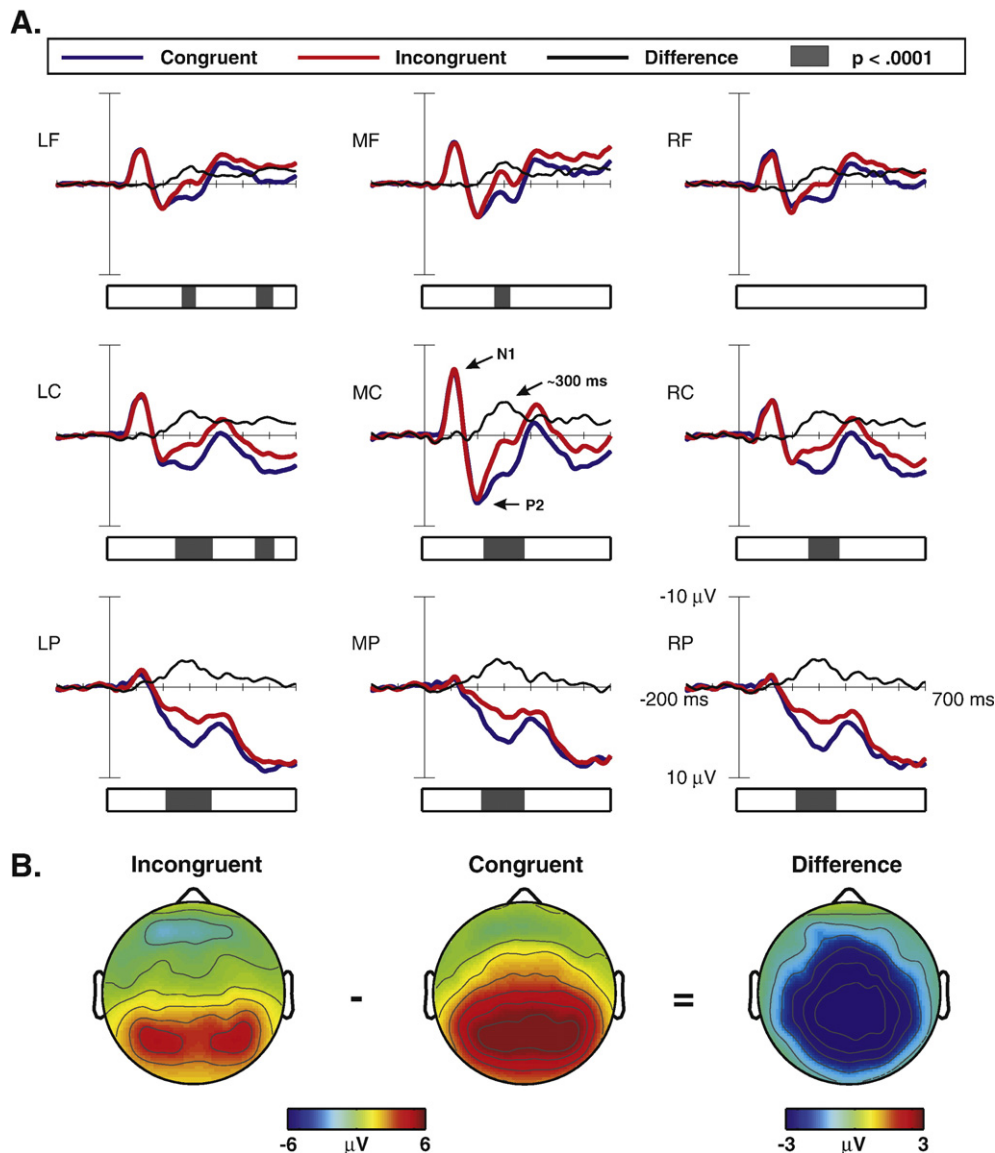 A.
Congruent Incongruent Difference p < .0001
LF MF RF
LC MC RC
N1
~300 ms
P2
-10 μV
LP MP RP
-200 ms 700 ms
10 μV
B.
Incongruent Congruent Difference
- =
-6 μV 6 -3 μV 3